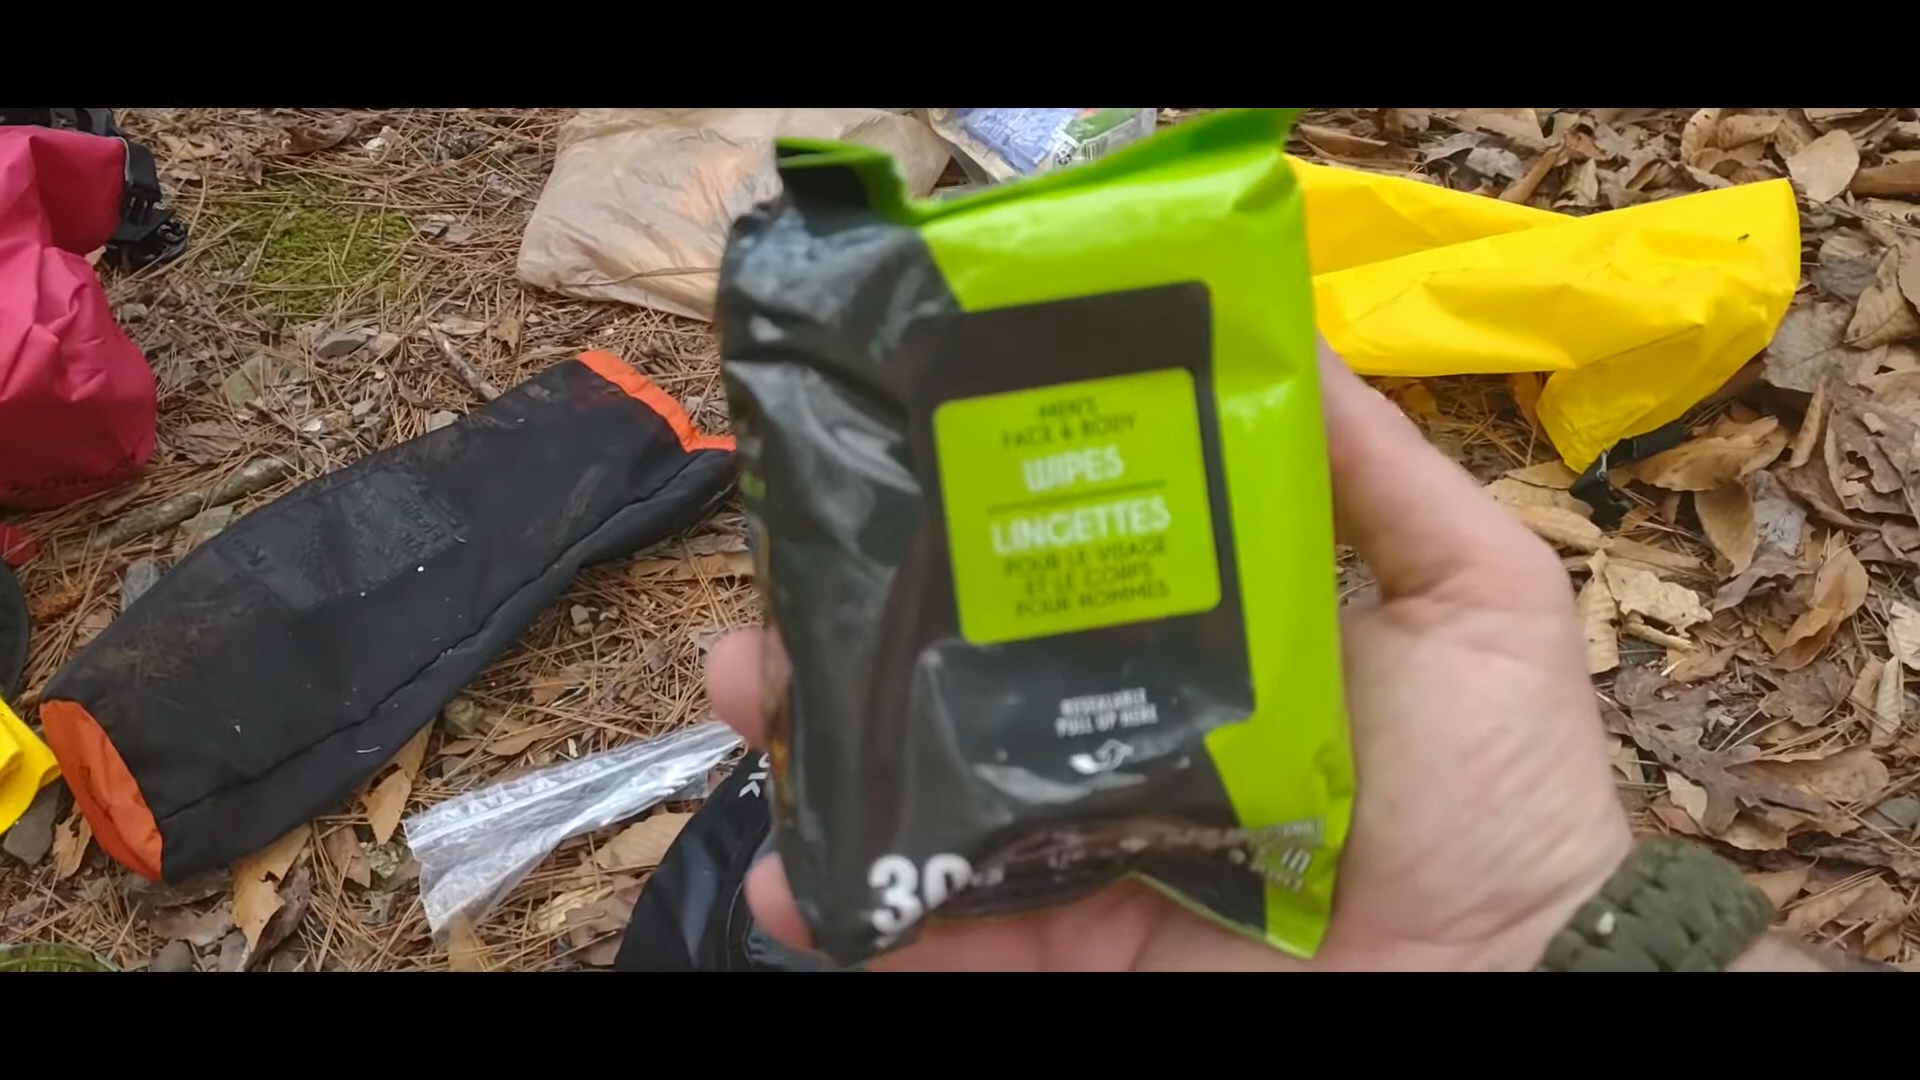 MEN'S
FACE & BODY
WIPES
LINGETTES
POUR LE VISAGE
ET LE CORPS
POUR HOMMES
RESEALABLE
PULL UP HERE
30